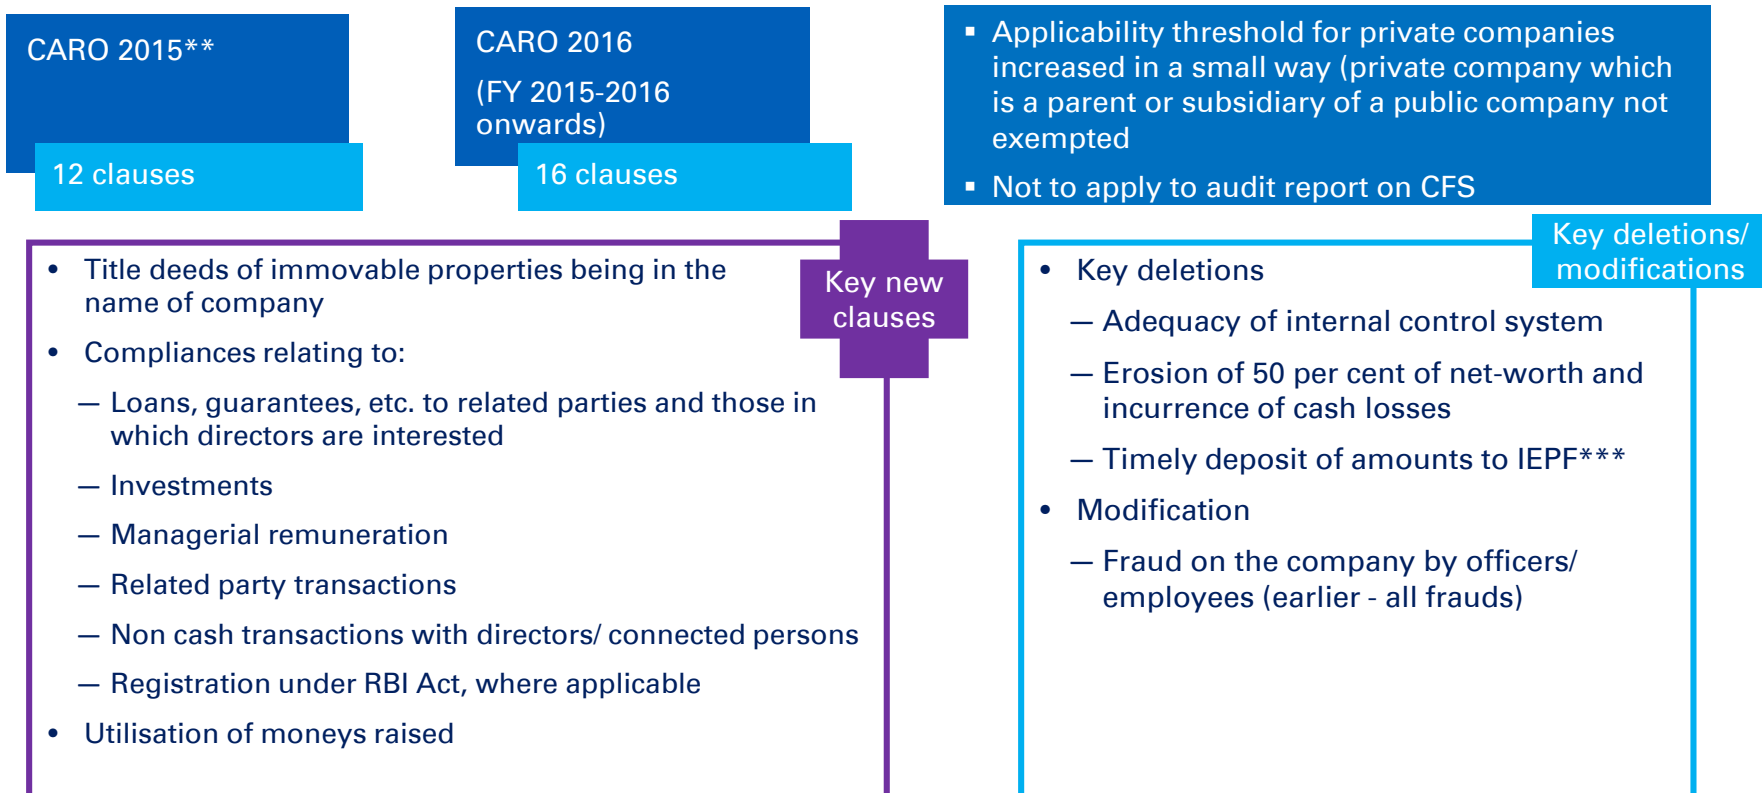 CARO 2015**
12 clauses
CARO 2016
(FY 2015-2016
onwards)
16 clauses
▪ Applicability threshold for private companies
increased in a small way (private company which
is a parent or subsidiary of a public company not
exempted
▪ Not to apply to audit report on CFS
Key new
clauses
• Title deeds of immovable properties being in the
name of company
• Compliances relating to:
— Loans, guarantees, etc. to related parties and those in
which directors are interested
— Investments
— Managerial remuneration
— Related party transactions
— Non cash transactions with directors/ connected persons
— Registration under RBI Act, where applicable
• Utilisation of moneys raised
Key deletions/
modifications
• Key deletions
— Adequacy of internal control system
— Erosion of 50 per cent of net-worth and
incurrence of cash losses
— Timely deposit of amounts to IEPF***
• Modification
— Fraud on the company by officers/
employees (earlier - all frauds)